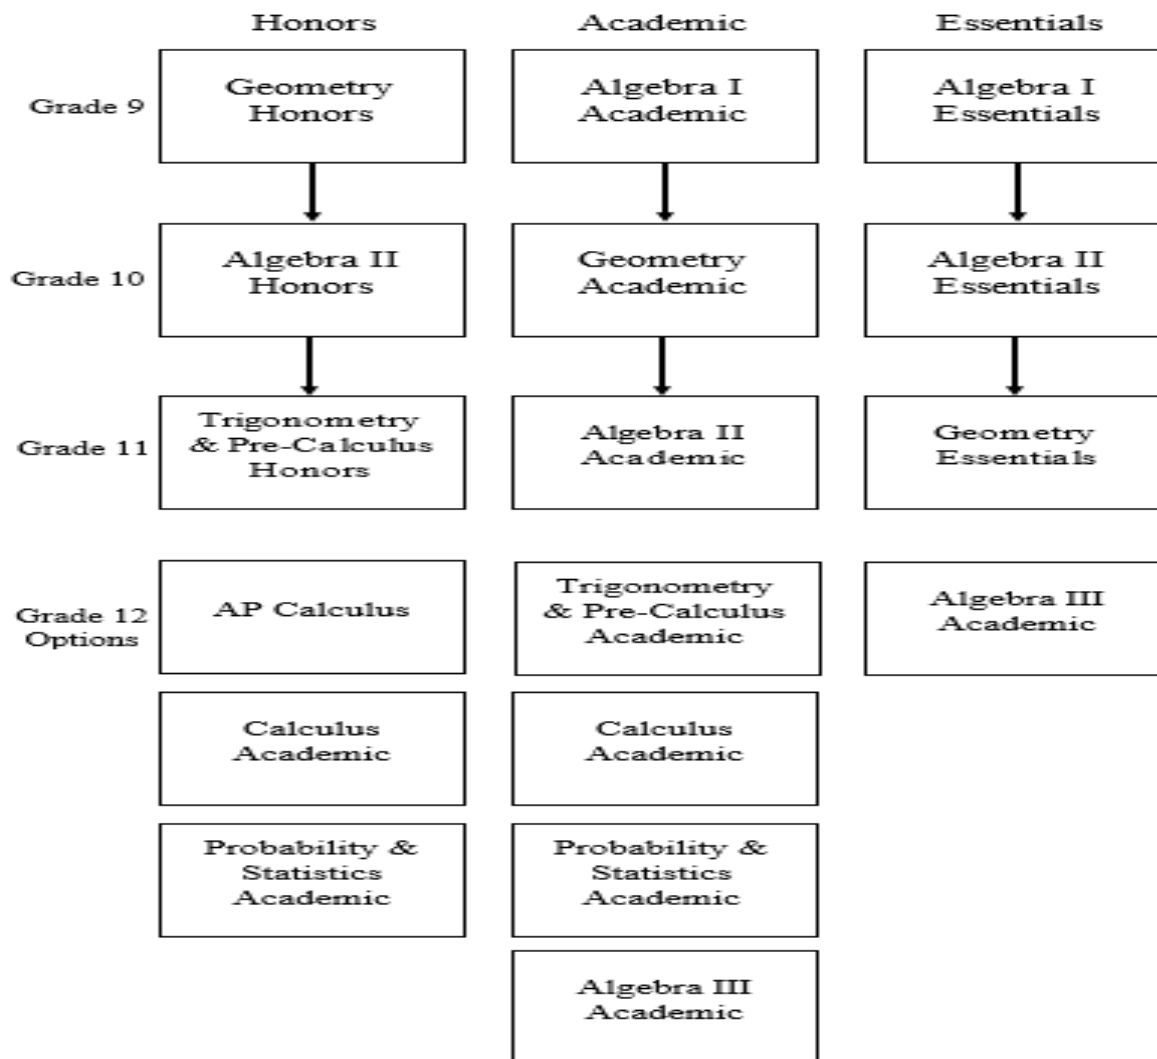 Honors
Academic
Essentials
Grade 9
Geometry
Honors
Algebra I
Academic
Algebra I
Essentials
Grade 10
Algebra II
Honors
Geometry
Academic
Algebra II
Essentials
Grade 11
Trigonometry
& Pre-Calculus
Honors
Algebra II
Academic
Geometry
Essentials
Grade 12
Options
AP Calculus
Trigonometry
& Pre-Calculus
Academic
Algebra III
Academic
Calculus
Academic
Calculus
Academic
Probability &
Statistics
Academic
Probability &
Statistics
Academic
Algebra III
Academic